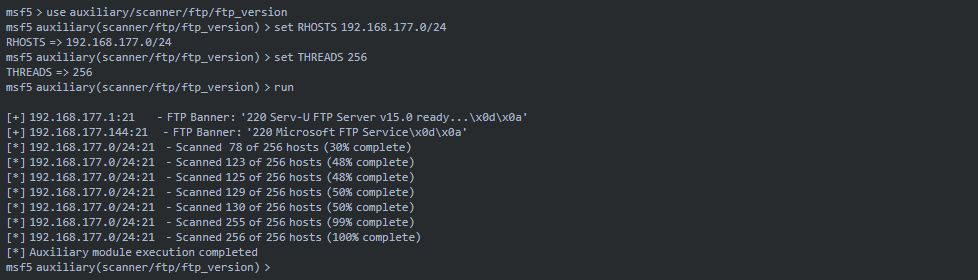 msf5 > use auxiliary/scanner/ftp/ftp_version
msf5 auxiliary(scanner/ftp/ftp_version) > set RHOSTS 192.168.177.0/24
RHOSTS => 192.168.177.0/24
msf5 auxiliary(scanner/ftp/ftp_version) > set THREADS 256
THREADS => 256
msf5 auxiliary(scanner/ftp/ftp_version) > run
[+] 192.168.177.1:21 - FTP Banner: '220 Serv-U FTP Server v15.0 ready...\x0d\x0a'
[+] 192.168.177.144:21 - FTP Banner: '220 Microsoft FTP Service\x0d\x0a'
[*] 192.168.177.0/24:21 - Scanned 78 of 256 hosts (30% complete)
[*] 192.168.177.0/24:21 - Scanned 123 of 256 hosts (48% complete)
[*] 192.168.177.0/24:21 - Scanned 125 of 256 hosts (48% complete)
[*] 192.168.177.0/24:21 - Scanned 129 of 256 hosts (50% complete)
[*] 192.168.177.0/24:21 - Scanned 130 of 256 hosts (50% complete)
[*] 192.168.177.0/24:21 - Scanned 255 of 256 hosts (99% complete)
[*] 192.168.177.0/24:21 - Scanned 256 of 256 hosts (100% complete)
[*] Auxiliary module execution completed
msf5 auxiliary(scanner/ftp/ftp_version) >